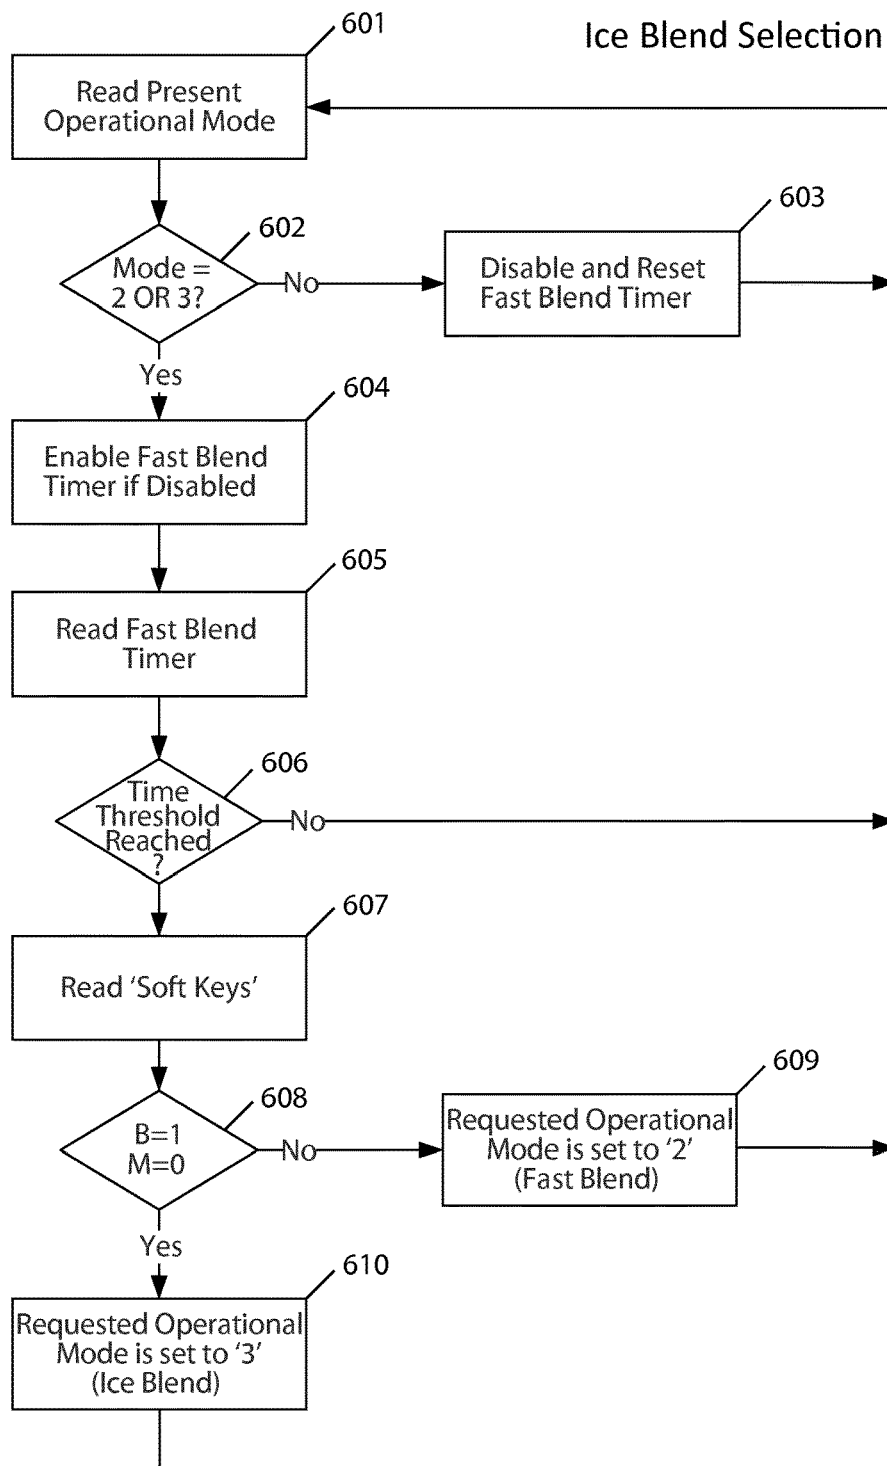 601
Ice Blend Selection
Read Present
Operational Mode
602
Mode =
2 OR 3?
No
603
Disable and Reset
Fast Blend Timer
Yes
604
Enable Fast Blend
Timer if Disabled
605
Read Fast Blend
Timer
606
Time
Threshold
Reached
?
No
607
Read ‘Soft Keys’
608
B=1
M=0
No
609
Requested Operational
Mode is set to ‘2’
(Fast Blend)
Yes
610
Requested Operational
Mode is set to ‘3’
(Ice Blend)